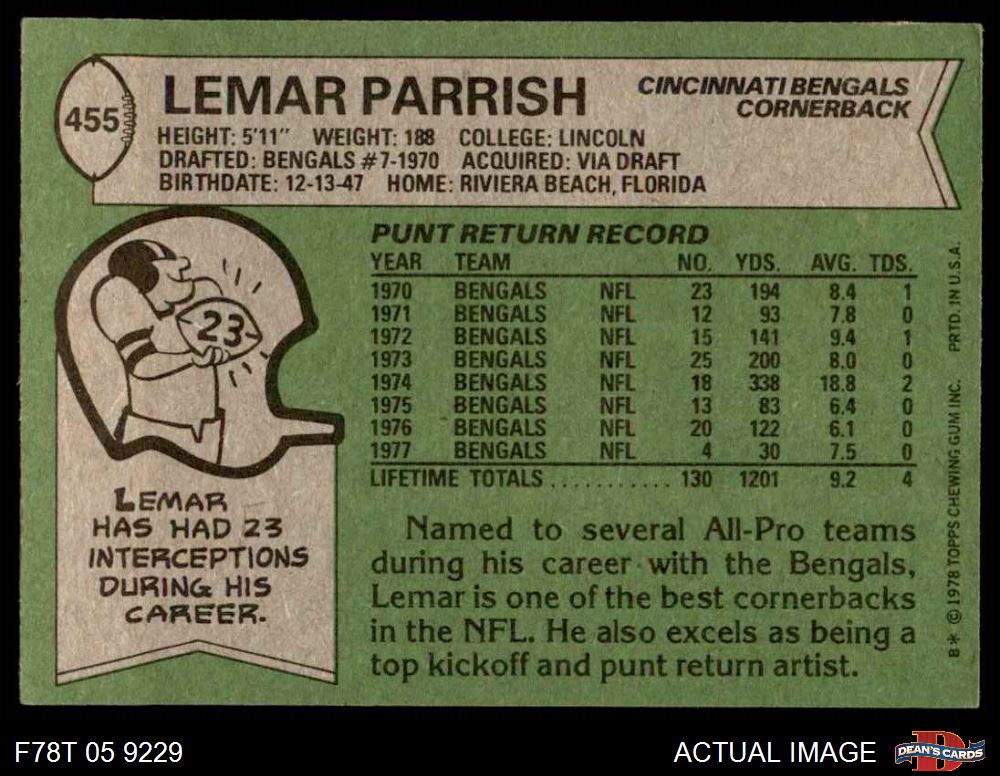 455
LEMAR PARRISH
CINCINNATI BENGALS
CORNERBACK
HEIGHT: 5'11" WEIGHT: 188 COLLEGE: LINCOLN
DRAFTED: BENGALS #7-1970 ACQUIRED: VIA DRAFT
BIRTHDATE: 12-13-47 HOME: RIVIERA BEACH, FLORIDA
23
LEMAR
HAS HAD 23
INTERCEPTIONS
DURING HIS
CAREER.
PUNT RETURN RECORD
YEAR TEAM NO. YDS. AVG. TDS.
1970 BENGALS NFL 23 194 8.4 1
1971 BENGALS NFL 12 93 7.8 0
1972 BENGALS NFL 15 141 9.4 1
1973 BENGALS NFL 25 200 8.0 0
1974 BENGALS NFL 18 338 18.8 2
1975 BENGALS NFL 13 83 6.4 0
1976 BENGALS NFL 20 122 6.1 0
1977 BENGALS NFL 4 30 7.5 0
LIFETIME TOTALS ........... 130 1201 9.2 4
Named to several All-Pro teams
during his career with the Bengals,
Lemar is one of the best cornerbacks
in the NFL. He also excels as being a
top kickoff and punt return artist.
B* © 1978 TOPPS CHEWING GUM INC. PRTD. IN U.S.A.
F78T 05 9229
ACTUAL IMAGE
DEAN'S CARDS